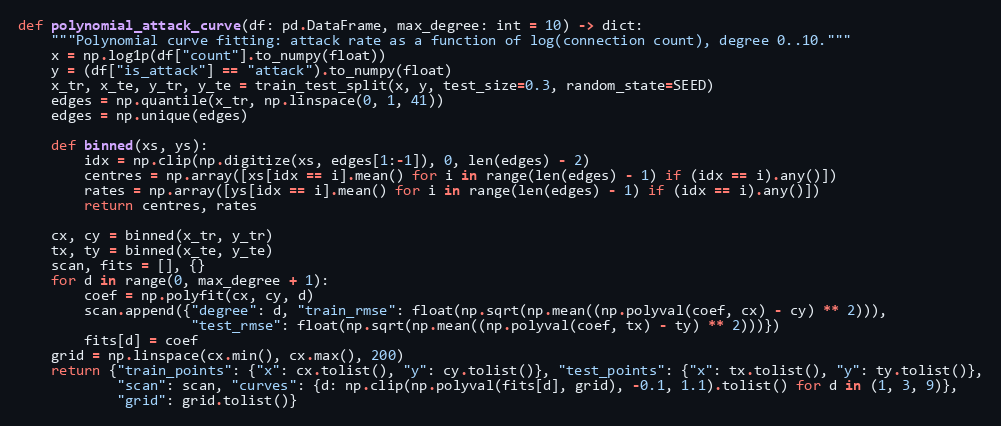 def polynomial_attack_curve(df: pd.DataFrame, max_degree: int = 10) -> dict:
    """Polynomial curve fitting: attack rate as a function of log(connection count), degree 0..10."""
    x = np.log1p(df["count"].to_numpy(float))
    y = (df["is_attack"] == "attack").to_numpy(float)
    x_tr, x_te, y_tr, y_te = train_test_split(x, y, test_size=0.3, random_state=SEED)
    edges = np.quantile(x_tr, np.linspace(0, 1, 41))
    edges = np.unique(edges)

    def binned(xs, ys):
        idx = np.clip(np.digitize(xs, edges[1:-1]), 0, len(edges) - 2)
        centres = np.array([xs[idx == i].mean() for i in range(len(edges) - 1) if (idx == i).any()])
        rates = np.array([ys[idx == i].mean() for i in range(len(edges) - 1) if (idx == i).any()])
        return centres, rates

    cx, cy = binned(x_tr, y_tr)
    tx, ty = binned(x_te, y_te)
    scan, fits = [], {}
    for d in range(0, max_degree + 1):
        coef = np.polyfit(cx, cy, d)
        scan.append({"degree": d, "train_rmse": float(np.sqrt(np.mean((np.polyval(coef, cx) - cy) ** 2))),
                     "test_rmse": float(np.sqrt(np.mean((np.polyval(coef, tx) - ty) ** 2)))})
        fits[d] = coef
    grid = np.linspace(cx.min(), cx.max(), 200)
    return {"train_points": {"x": cx.tolist(), "y": cy.tolist()}, "test_points": {"x": tx.tolist(), "y": ty.tolist()},
            "scan": scan, "curves": {d: np.clip(np.polyval(fits[d], grid), -0.1, 1.1).tolist() for d in (1, 3, 9)},
            "grid": grid.tolist()}